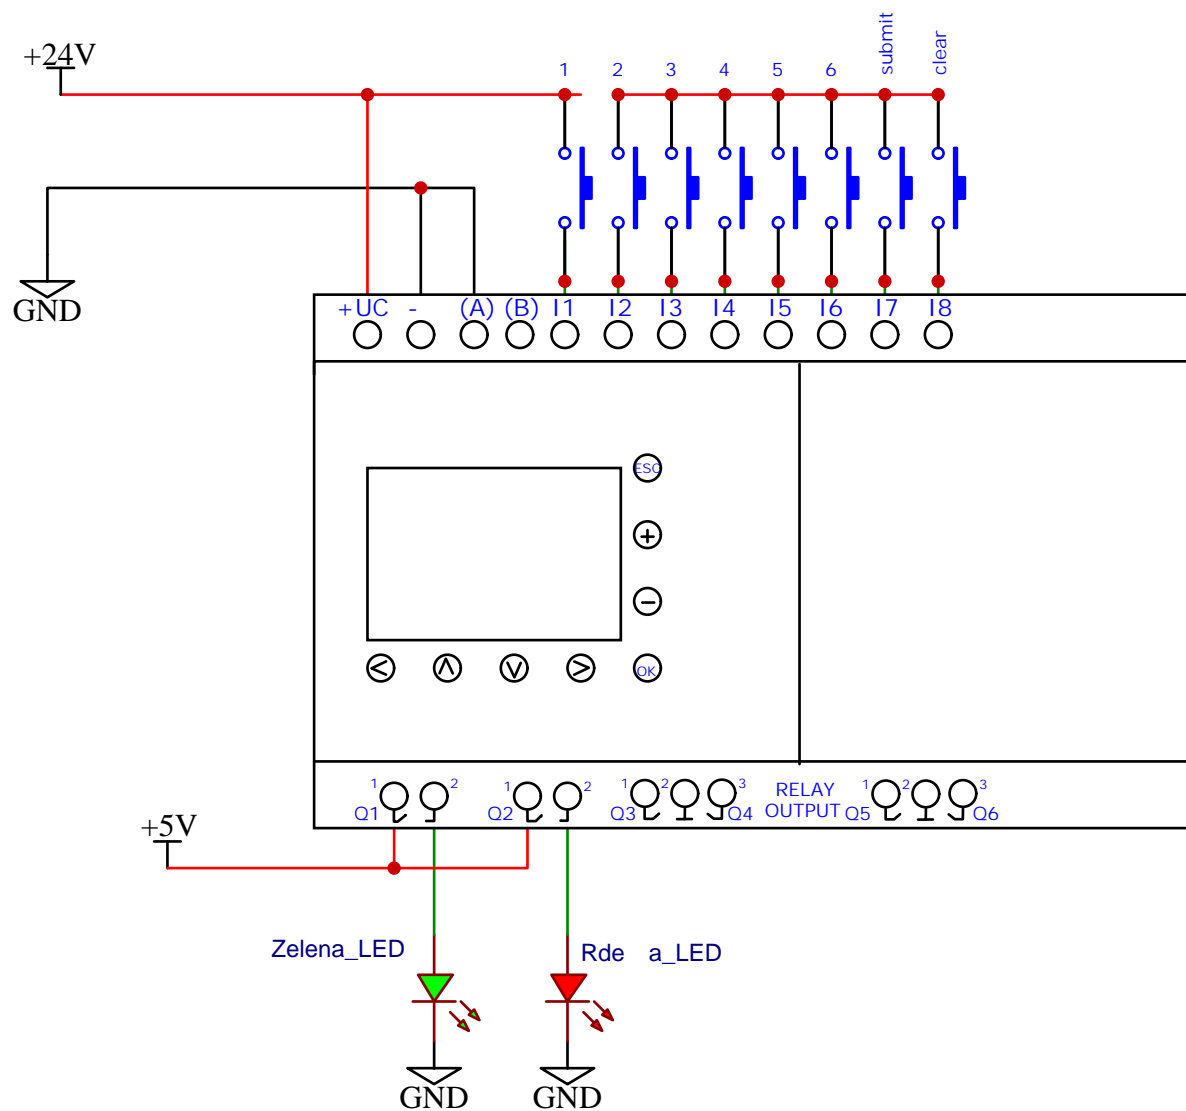 +24V
1 2 3 4 5 6 submit clear
GND
+UC - (A) (B) I1 I2 I3 I4 I5 I6 I7 I8
ESC
+
−
< Λ V > OK
1 2 1 2 1 2 3 RELAY 1 2 3
Q1 Q2 Q3 Q4 OUTPUT Q5 Q6
+5V
Zelena_LED Rde a_LED
GND GND